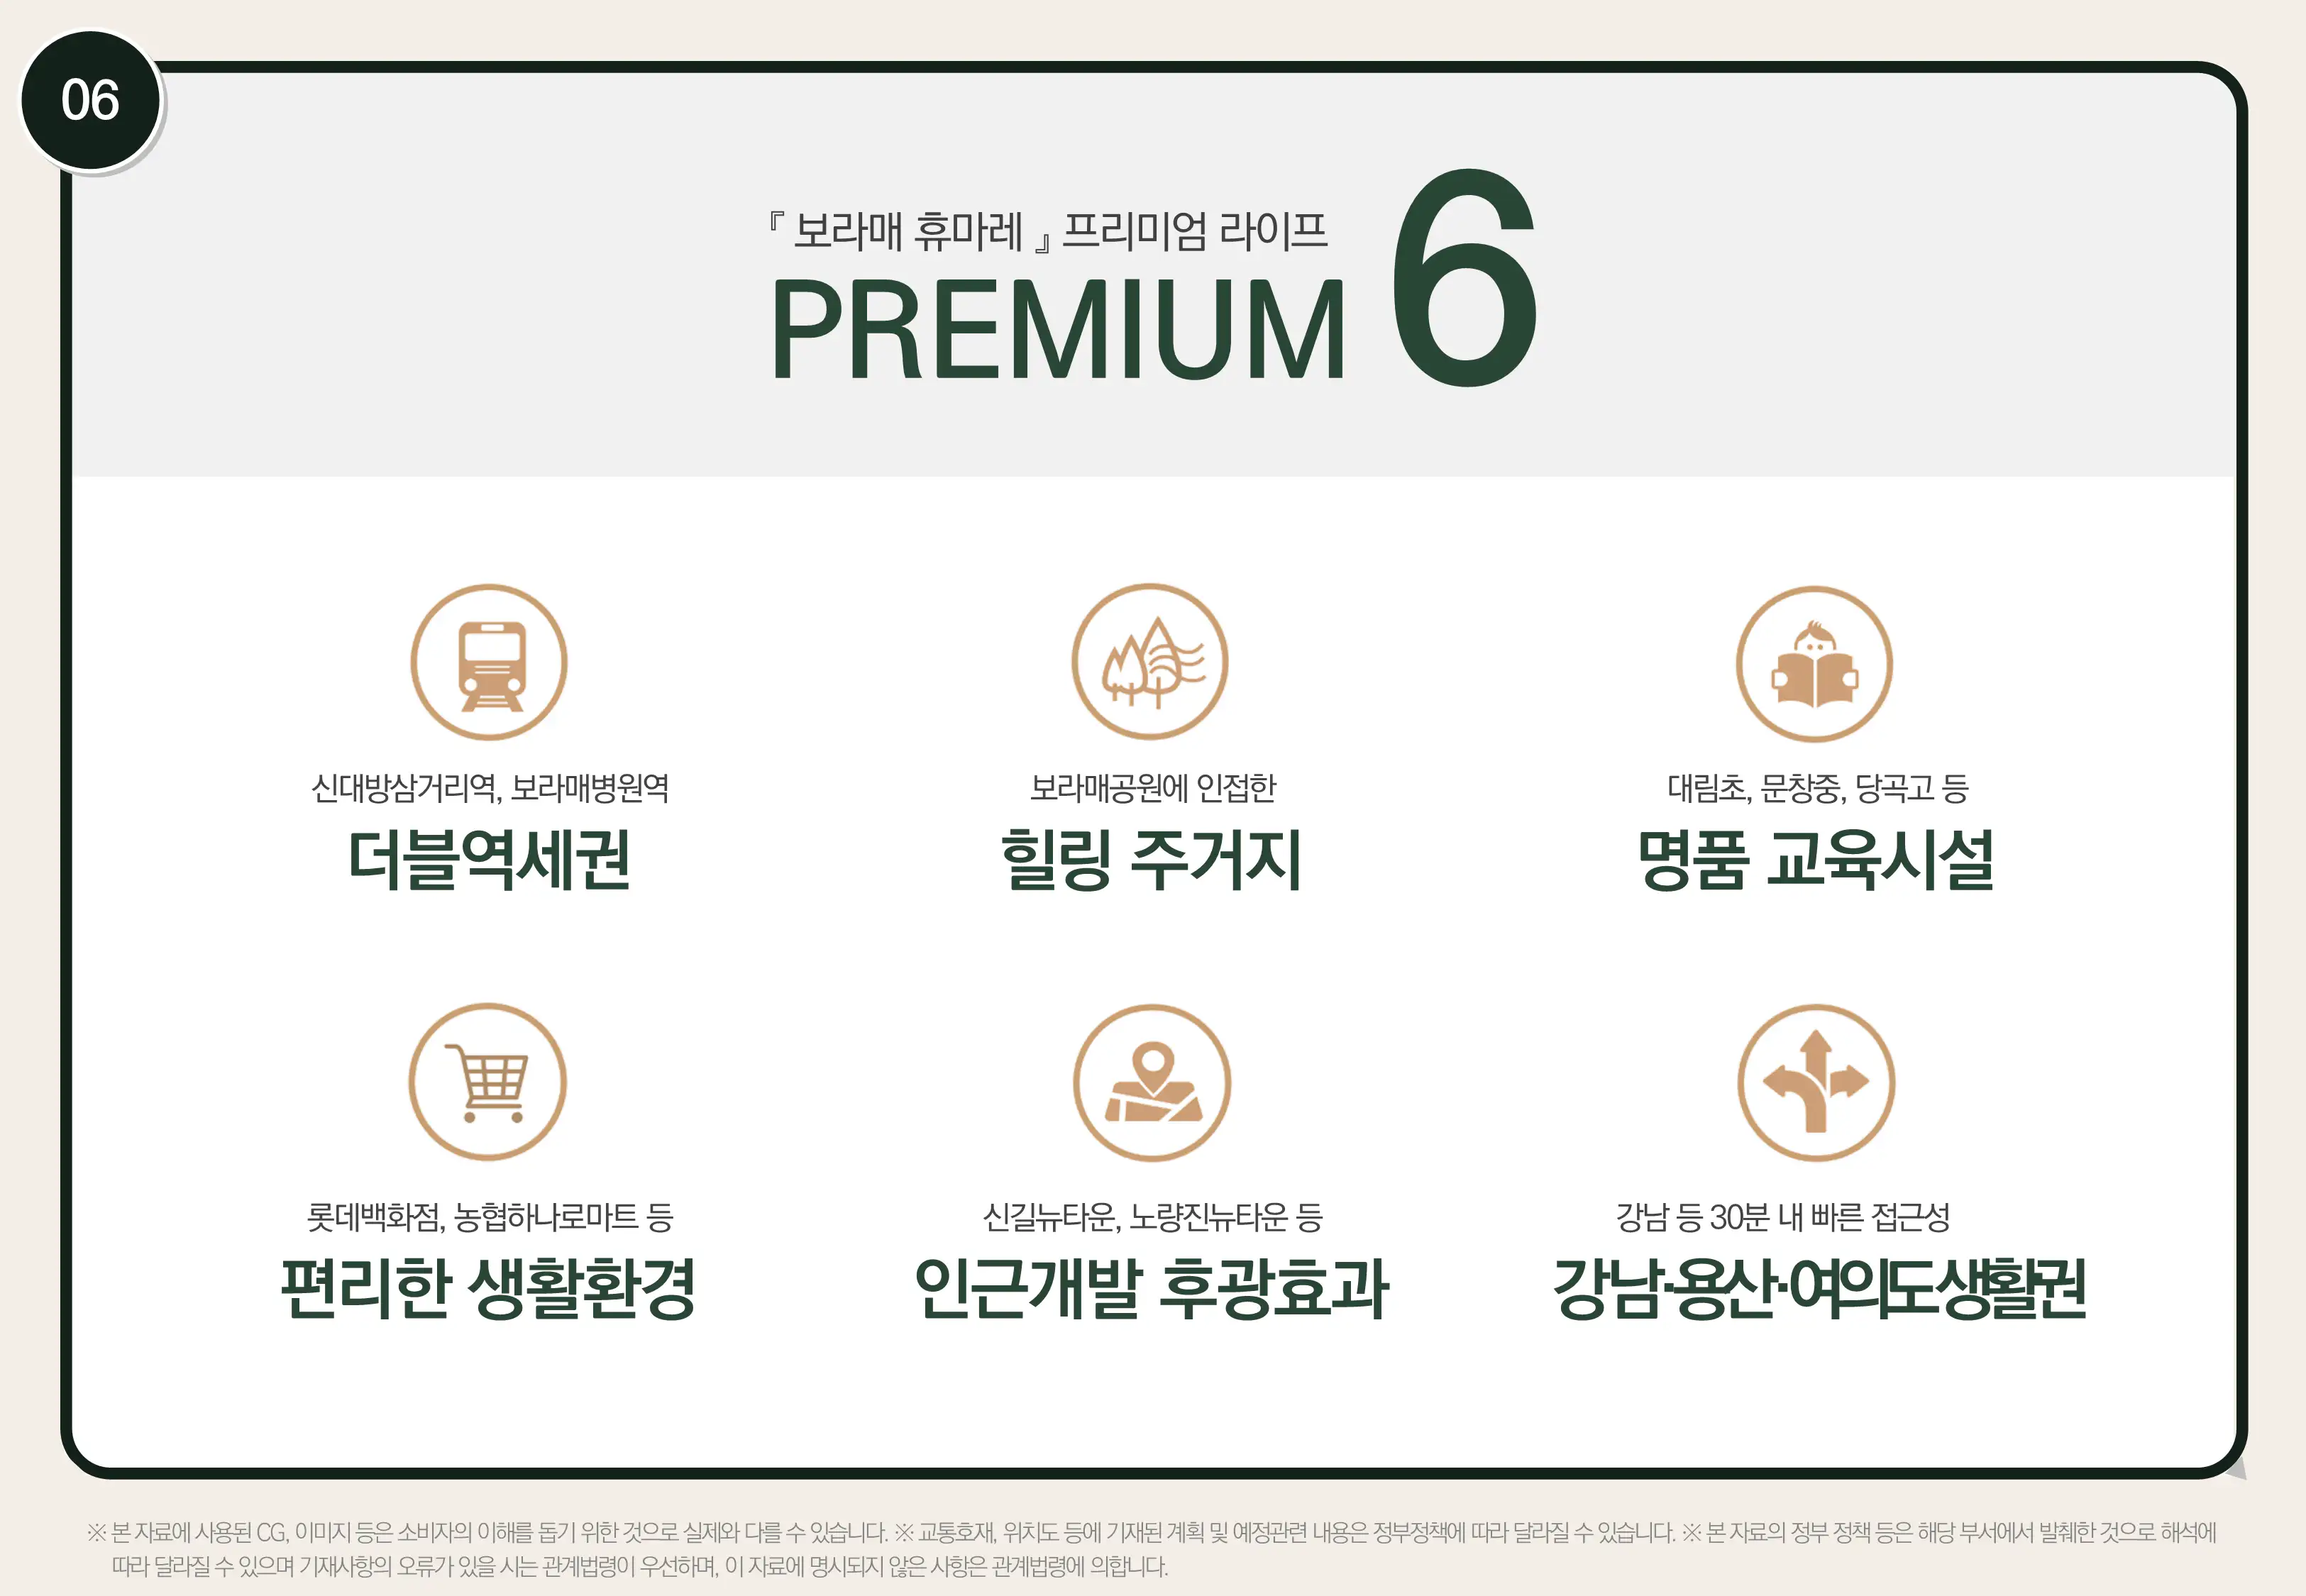 06
『 보라매 휴마레 』 프리미엄 라이프
PREMIUM 6
신대방삼거리역, 보라매병원역
더블역세권
보라매공원에 인접한
힐링 주거지
대림초, 문창중, 당곡고 등
명품 교육시설
롯데백화점, 농협하나로마트 등
편리한 생활환경
신길뉴타운, 노량진뉴타운 등
인근개발 후광효과
강남 등 30분 내 빠른 접근성
강남·용산·여의도생활권
※ 본 자료에 사용된 CG, 이미지 등은 소비자의 이해를 돕기 위한 것으로 실제와 다를 수 있습니다. ※ 교통호재, 위치도 등에 기재된 계획 및 예정관련 내용은 정부정책에 따라 달라질 수 있습니다. ※ 본 자료의 정부 정책 등은 해당 부서에서 발췌한 것으로 해석에
따라 달라질 수 있으며 기재사항의 오류가 있을 시는 관계법령이 우선하며, 이 자료에 명시되지 않은 사항은 관계법령에 의합니다.